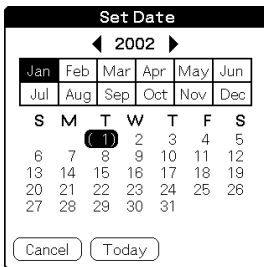 Set Date
2002
Jan Feb Mar Apr May Jun
Jul Aug Sep Oct Nov Dec
S M T W T F S
( 1) 2 3 4 5
6 7 8 9 10 11 12
13 14 15 16 17 18 19
20 21 22 23 24 25 26
27 28 29 30 31
Cancel Today